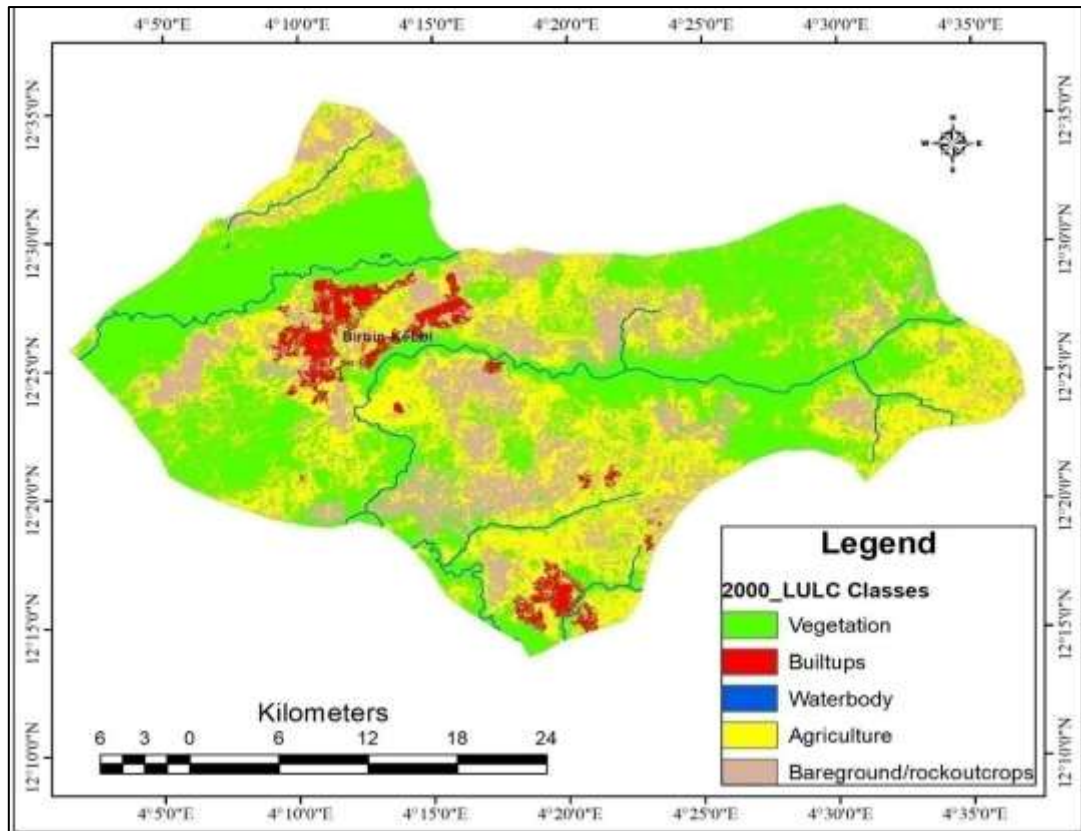 4°5'0"E 4°10'0"E 4°15'0"E 4°20'0"E 4°25'0"E 4°30'0"E 4°35'0"E
12°35'0"N
12°30'0"N
12°25'0"N
12°20'0"N
12°15'0"N
12°10'0"N
12°35'0"N
12°30'0"N
12°25'0"N
12°20'0"N
12°15'0"N
12°10'0"N
N
W E
S
Birbin
Legend
2000_LULC Classes
Vegetation
Builtups
Waterbody
Agriculture
Bareground/rockoutcrops
Kilometers
6 3 0 6 12 18 24
4°5'0"E 4°10'0"E 4°15'0"E 4°20'0"E 4°25'0"E 4°30'0"E 4°35'0"E